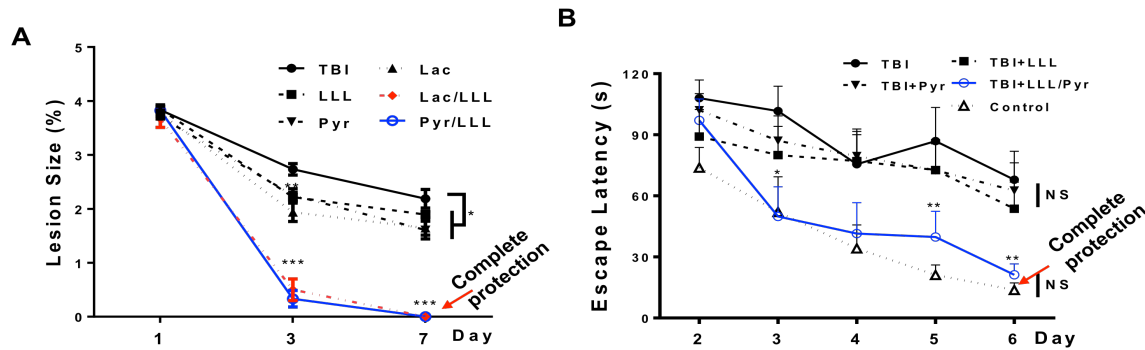 A
Lesion Size (%)
5
4
3
2
1
0
TBI
LLL
Pyr
Lac
Lac/LLL
Pyr/LLL
**
***
***
*
Complete
protection
1
3
7
Day
B
Escape Latency (s)
120
90
60
30
0
TBI
TBI+Pyr
TBI+LLL
TBI+LLL/Pyr
Control
*
**
**
NS
Complete
protection
NS
2
3
4
5
6
Day